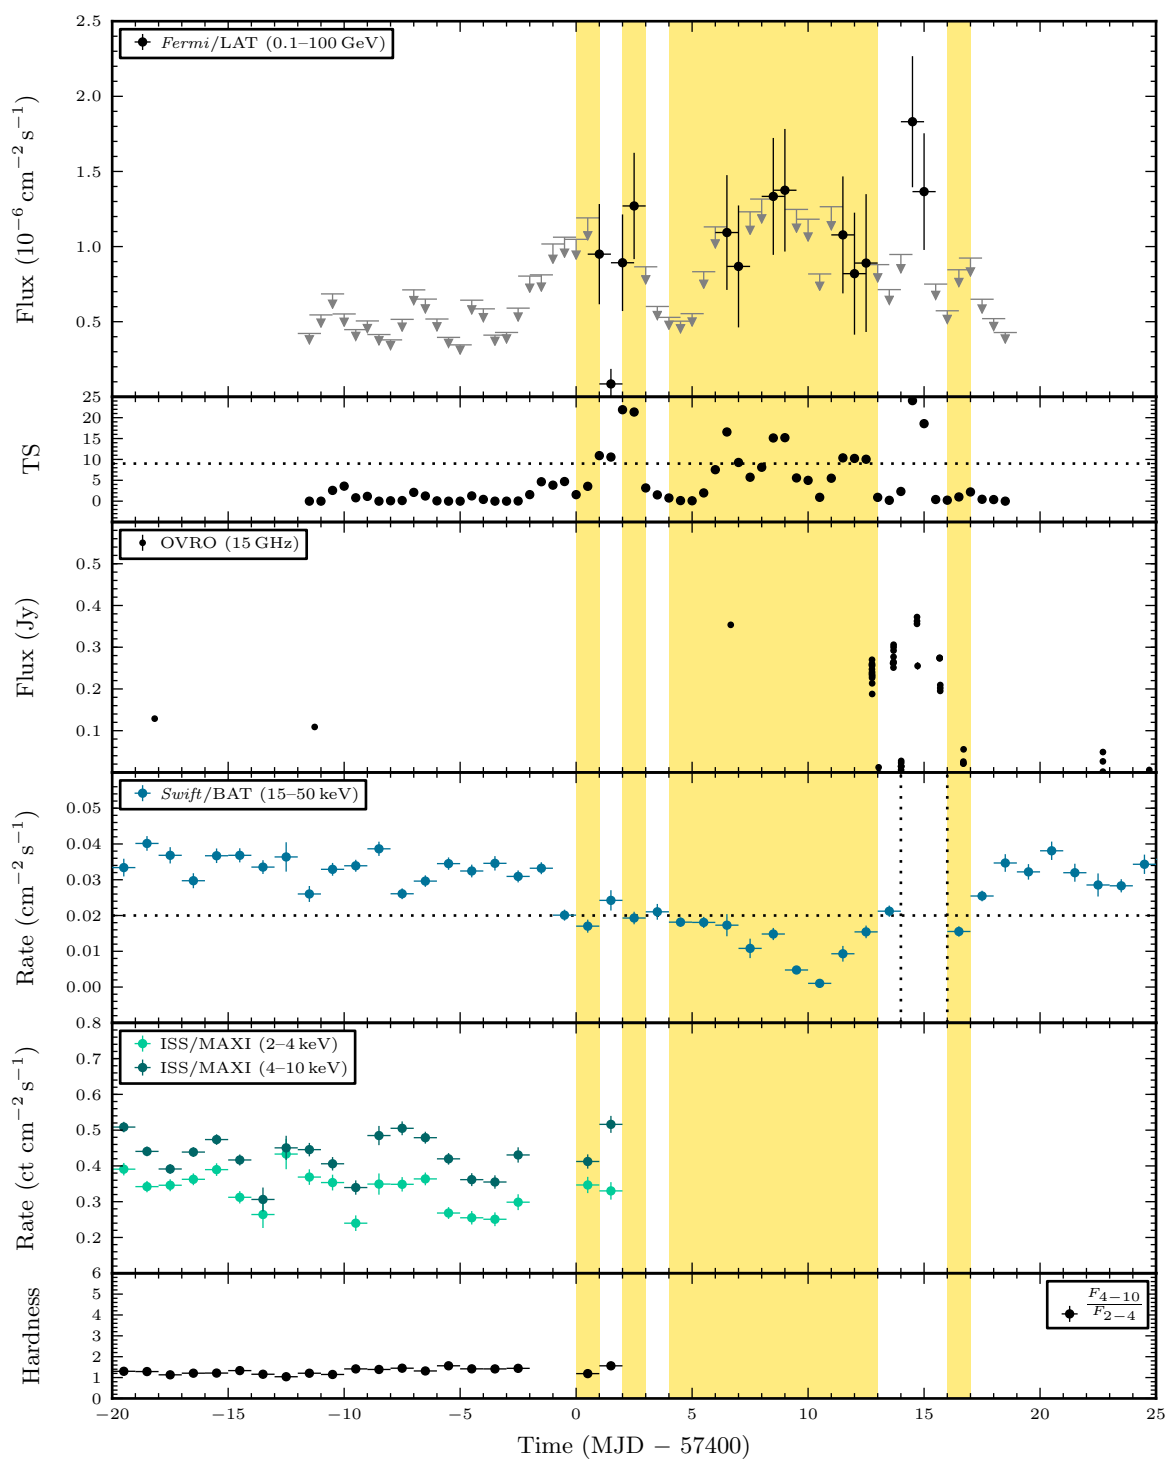 2.5
Fermi/LAT (0.1–100 GeV)
2.0
1.5
1.0
0.5
Flux (10⁻⁶ cm⁻² s⁻¹)
25
20
15
10
5
0
TS
OVRO (15 GHz)
0.5
0.4
0.3
0.2
0.1
Flux (Jy)
Swift/BAT (15–50 keV)
0.05
0.04
0.03
0.02
0.01
0.00
Rate (cm⁻² s⁻¹)
0.8
ISS/MAXI (2–4 keV)
ISS/MAXI (4–10 keV)
0.7
0.6
0.5
0.4
0.3
0.2
Rate (ct cm⁻² s⁻¹)
6
F₄₋₁₀
F₂₋₄
5
4
3
2
1
0
Hardness
−20 −15 −10 −5 0 5 10 15 20 25
Time (MJD − 57400)